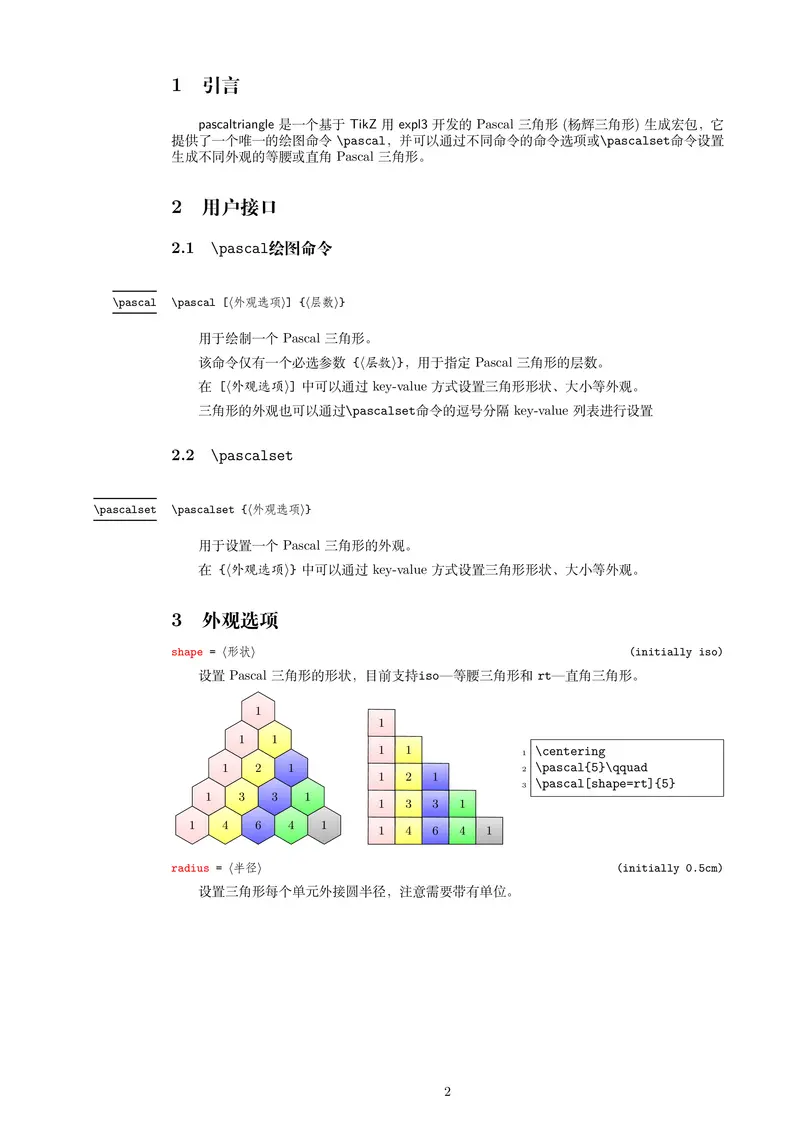 1 引言
pascaltriangle 是一个基于 TikZ 用 expl3 开发的 Pascal 三角形 (杨辉三角形) 生成宏包，它
提供了一个唯一的绘图命令 \pascal，并可以通过不同命令的命令选项或\pascalset命令设置
生成不同外观的等腰或直角 Pascal 三角形。
2 用户接口
2.1 \pascal绘图命令
\pascal \pascal [⟨外观选项⟩] {⟨层数⟩}
用于绘制一个 Pascal 三角形。
该命令仅有一个必选参数 {⟨层数⟩}，用于指定 Pascal 三角形的层数。
在 [⟨外观选项⟩] 中可以通过 key-value 方式设置三角形形状、大小等外观。
三角形的外观也可以通过\pascalset命令的逗号分隔 key-value 列表进行设置
2.2 \pascalset
\pascalset \pascalset {⟨外观选项⟩}
用于设置一个 Pascal 三角形的外观。
在 {⟨外观选项⟩} 中可以通过 key-value 方式设置三角形形状、大小等外观。
3 外观选项
shape = ⟨形状⟩ (initially iso)
设置 Pascal 三角形的形状，目前支持iso—等腰三角形和 rt—直角三角形。
1
1 1
1 2 1
1 3 3 1
1 4 6 4 1
1
1 1
1 2 1
1 3 3 1
1 4 6 4 1
1 \centering
2 \pascal{5}\qquad
3 \pascal[shape=rt]{5}
radius = ⟨半径⟩ (initially 0.5cm)
设置三角形每个单元外接圆半径，注意需要带有单位。
2